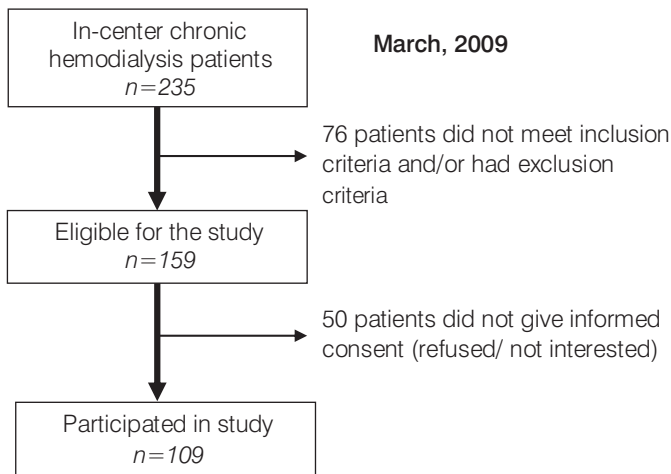 In-center chronic
hemodialysis patients
n=235
March, 2009
76 patients did not meet inclusion
criteria and/or had exclusion
criteria
Eligible for the study
n=159
50 patients did not give informed
consent (refused/ not interested)
Participated in study
n=109